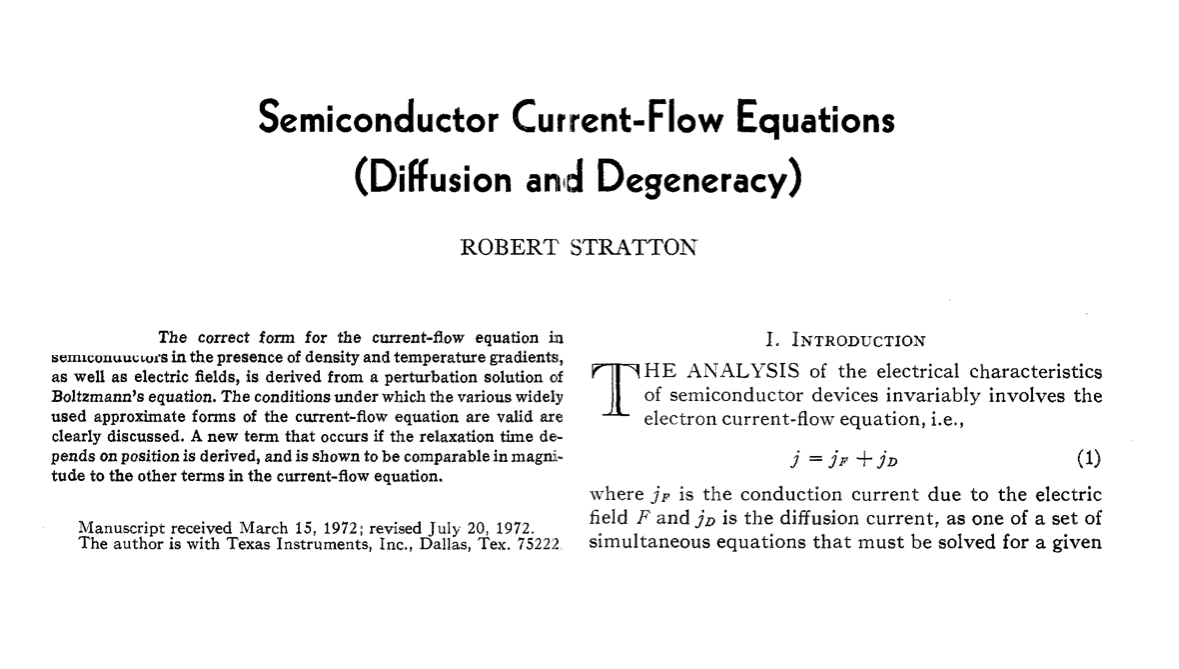 Semiconductor Current-Flow Equations
(Diffusion and Degeneracy)
ROBERT STRATTON
The correct form for the current-flow equation in
semiconductors in the presence of density and temperature gradients,
as well as electric fields, is derived from a perturbation solution of
Boltzmann's equation. The conditions under which the various widely
used approximate forms of the current-flow equation are valid are
clearly discussed. A new term that occurs if the relaxation time de-
pends on position is derived, and is shown to be comparable in magni-
tude to the other terms in the current-flow equation.
Manuscript received March 15, 1972; revised July 20, 1972.
The author is with Texas Instruments, Inc., Dallas, Tex. 75222.
I. INTRODUCTION
THE ANALYSIS of the electrical characteristics
of semiconductor devices invariably involves the
electron current-flow equation, i.e.,
j = j_F + j_D (1)
where j_F is the conduction current due to the electric
field F and j_D is the diffusion current, as one of a set of
simultaneous equations that must be solved for a given